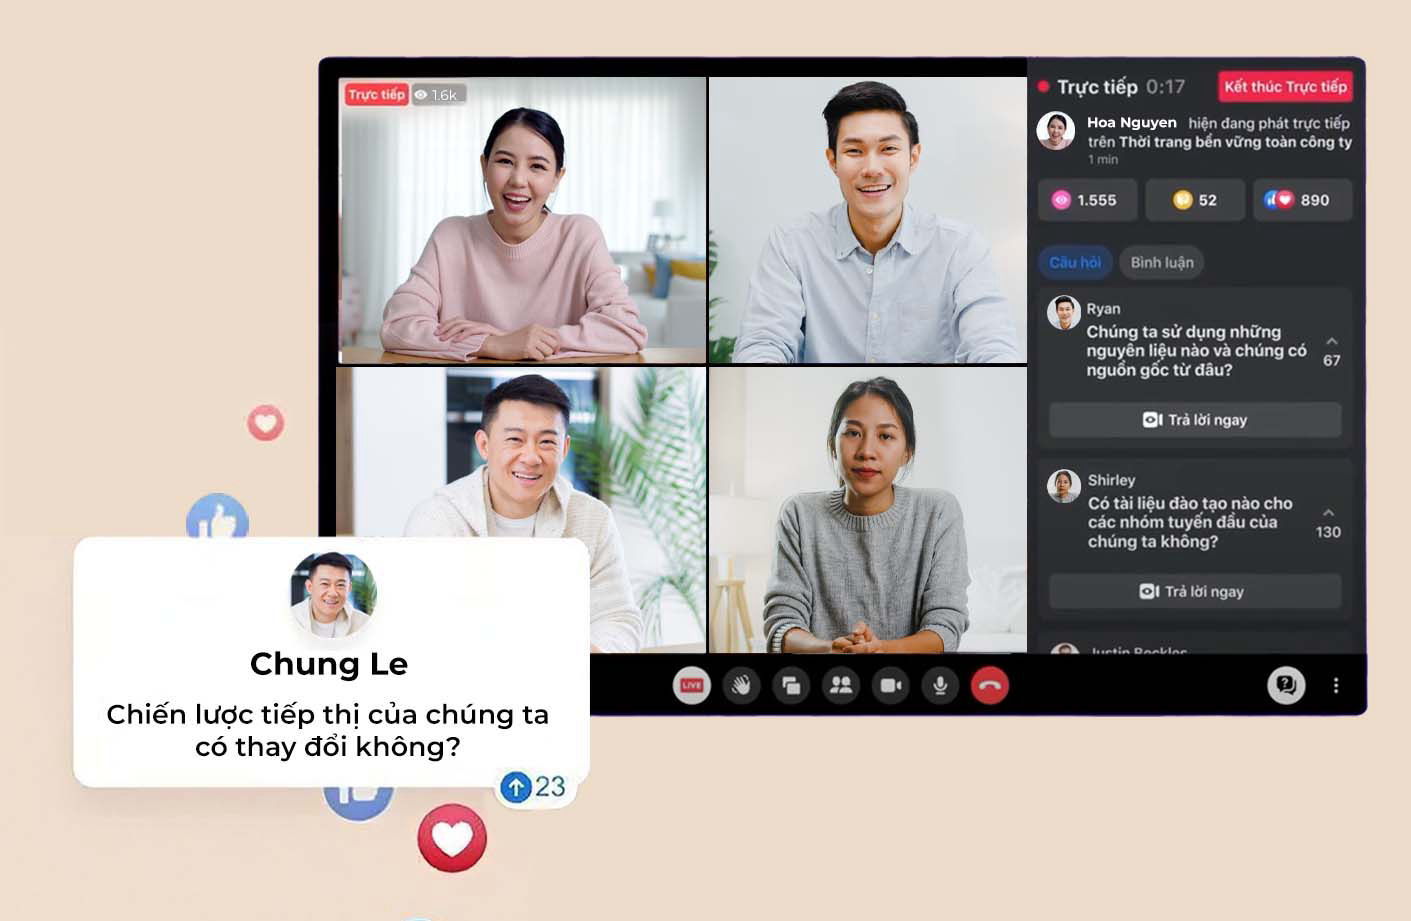 Trực tiếp 1.6k
Trực tiếp 0:17
Kết thúc Trực tiếp
Hoa Nguyen hiện đang phát trực tiếp
trên Thời trang bền vững toàn công ty
1 min
1.555
52
890
Câu hỏi
Bình luận
Ryan
Chúng ta sử dụng những
nguyên liệu nào và chúng có
nguồn gốc từ đâu?
67
Trả lời ngay
Shirley
Có tài liệu đào tạo nào cho
các nhóm tuyến đầu của
chúng ta không?
130
Trả lời ngay
LIVE
Chung Le
Chiến lược tiếp thị của chúng ta
có thay đổi không?
23